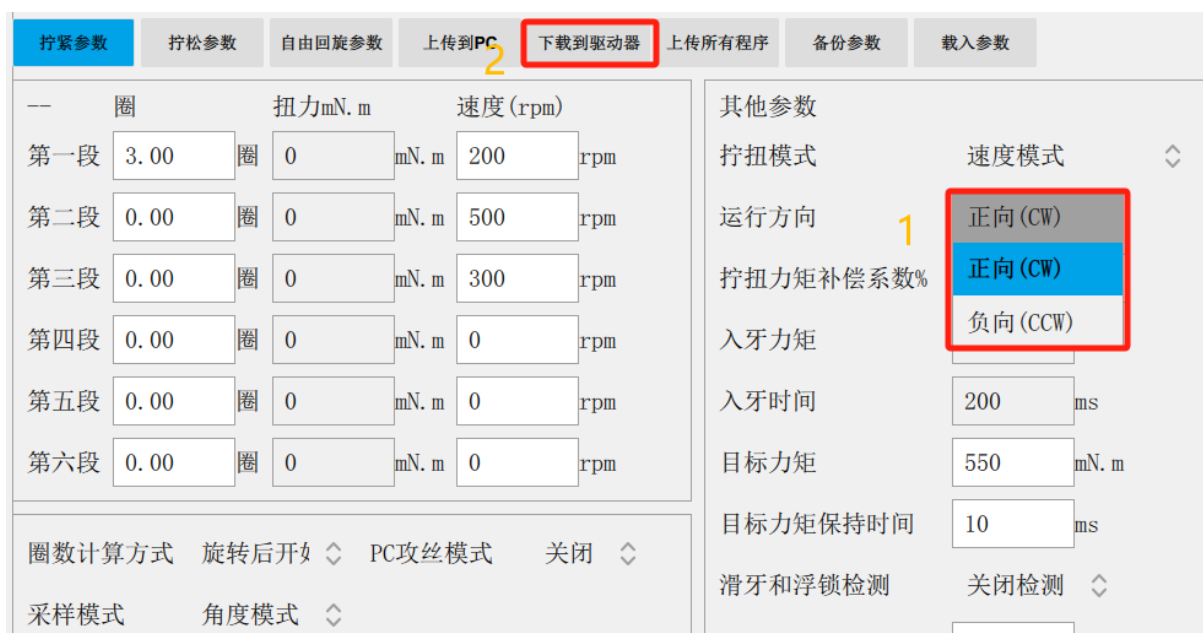 拧紧参数 拧松参数 自由回旋参数 上传到PC 下载到驱动器 上传所有程序 备份参数 载入参数
2
-- 圈 扭力mN.m 速度(rpm)
第一段 3.00 圈 0 mN.m 200 rpm
第二段 0.00 圈 0 mN.m 500 rpm
第三段 0.00 圈 0 mN.m 300 rpm
第四段 0.00 圈 0 mN.m 0 rpm
第五段 0.00 圈 0 mN.m 0 rpm
第六段 0.00 圈 0 mN.m 0 rpm
圈数计算方式 旋转后开始 PC攻丝模式 关闭
采样模式 角度模式
其他参数
拧扭模式 速度模式
运行方向 1 正向(CW)
正向(CW)
拧扭力矩补偿系数%
负向(CCW)
入牙力矩
入牙时间 200 ms
目标力矩 550 mN.m
目标力矩保持时间 10 ms
滑牙和浮锁检测 关闭检测